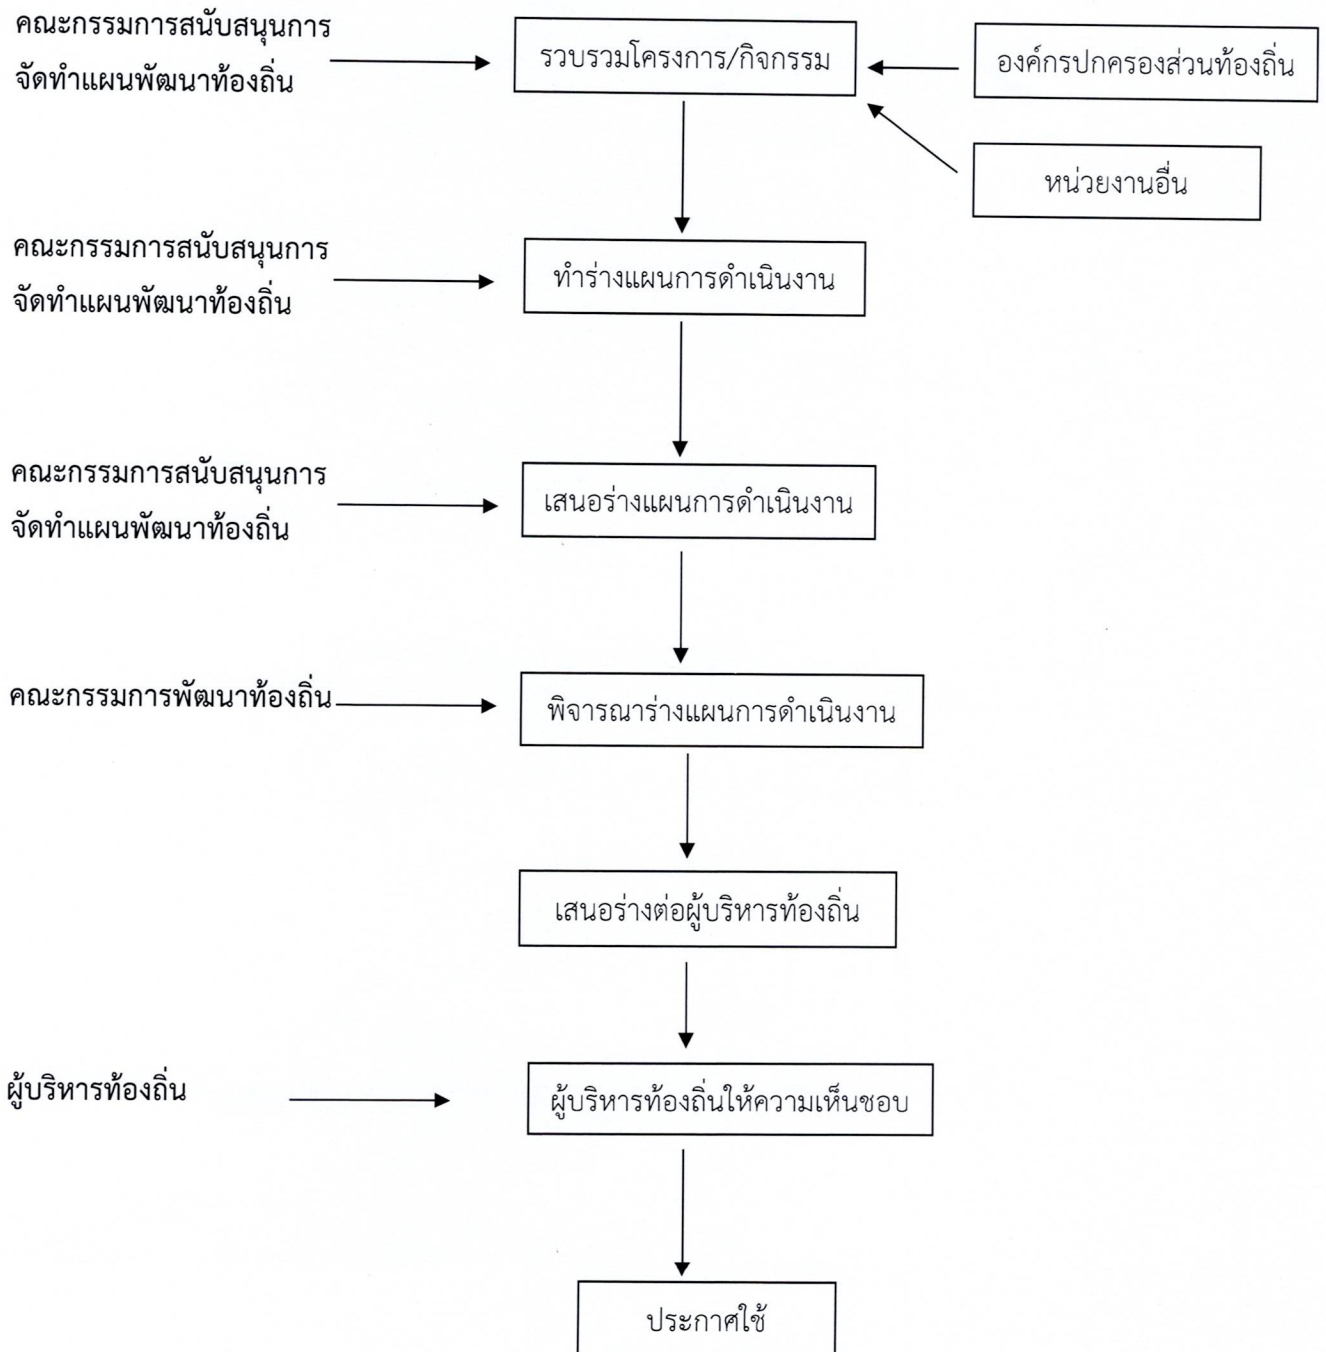 คณะกรรมการสนับสนุนการ
จัดทำแผนพัฒนาท้องถิ่น
รวบรวมโครงการ/กิจกรรม
องค์กรปกครองส่วนท้องถิ่น
หน่วยงานอื่น
คณะกรรมการสนับสนุนการ
จัดทำแผนพัฒนาท้องถิ่น
ทำร่างแผนการดำเนินงาน
คณะกรรมการสนับสนุนการ
จัดทำแผนพัฒนาท้องถิ่น
เสนอร่างแผนการดำเนินงาน
คณะกรรมการพัฒนาท้องถิ่น
พิจารณาร่างแผนการดำเนินงาน
เสนอร่างต่อผู้บริหารท้องถิ่น
ผู้บริหารท้องถิ่น
ผู้บริหารท้องถิ่นให้ความเห็นชอบ
ประกาศใช้